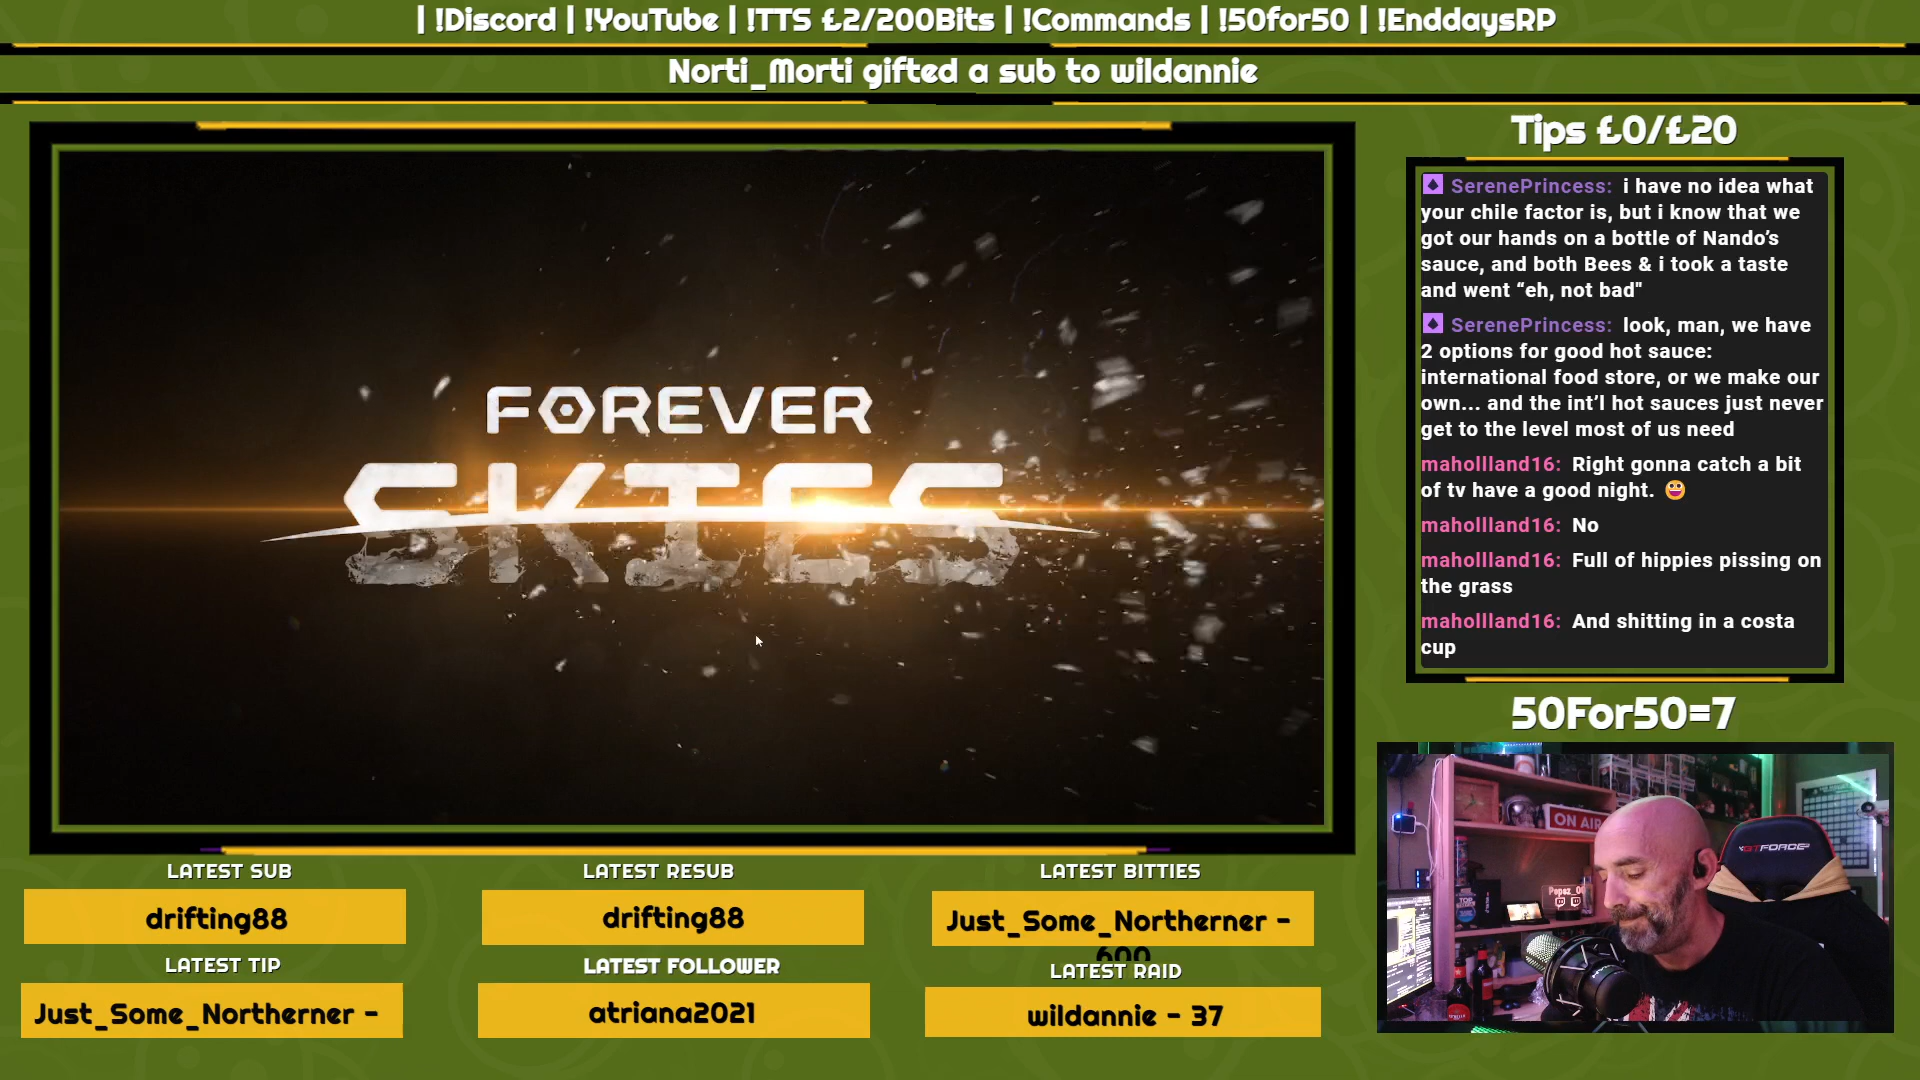 | !Discord | !YouTube | !TTS £2/200Bits | !Commands | !50for50 | !EnddaysRP
Norti_Morti gifted a sub to wildannie
Tips £0/£20
SerenePrincess: i have no idea what
your chile factor is, but i know that we
got our hands on a bottle of Nando’s
sauce, and both Bees & i took a taste
and went “eh, not bad"
SerenePrincess: look, man, we have
2 options for good hot sauce:
international food store, or we make our
own... and the int’l hot sauces just never
get to the level most of us need
mahollland16: Right gonna catch a bit
of tv have a good night. 😀
mahollland16: No
mahollland16: Full of hippies pissing on
the grass
mahollland16: And shitting in a costa
cup
FOREVER
SKIES
50For50=7
ON AIR
GTFORCE
LATEST SUB
drifting88
LATEST RESUB
drifting88
LATEST BITTIES
Just_Some_Northerner -
600
LATEST TIP
Just_Some_Northerner -
LATEST FOLLOWER
atriana2021
LATEST RAID
wildannie - 37